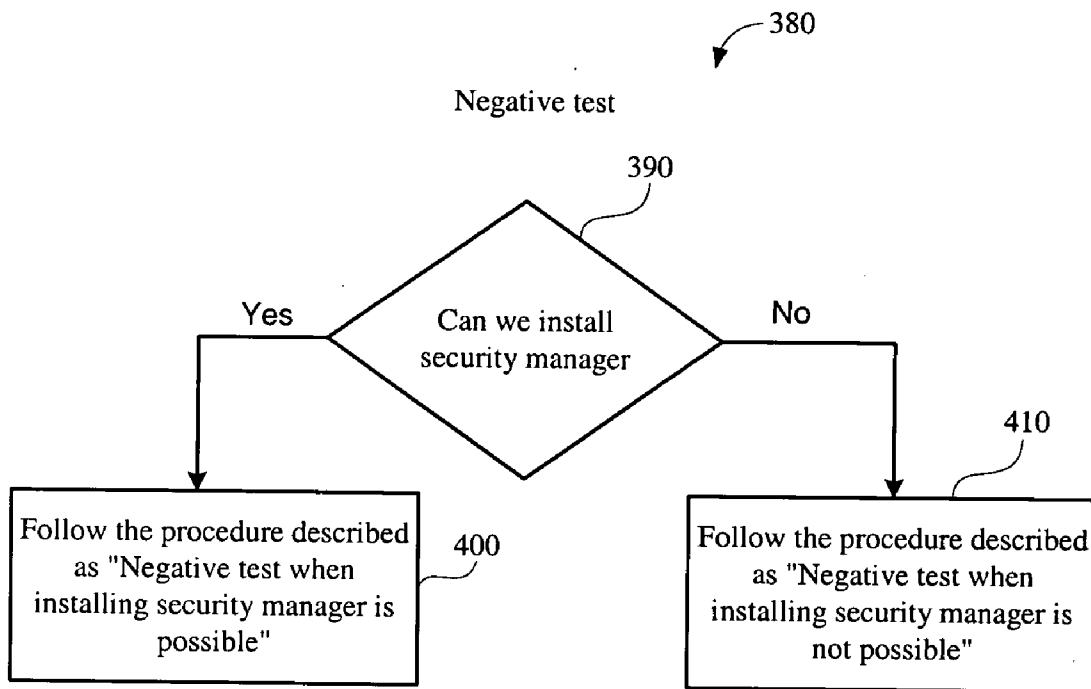 380
Negative test
390
Yes
Can we install
security manager
No
410
Follow the procedure described
as "Negative test when
installing security manager is
possible"
400
Follow the procedure described
as "Negative test when
installing security manager is
not possible"